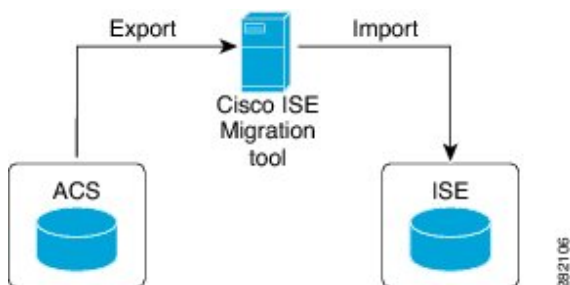 Export
Import
Cisco ISE
Migration
tool
ACS
ISE
282106